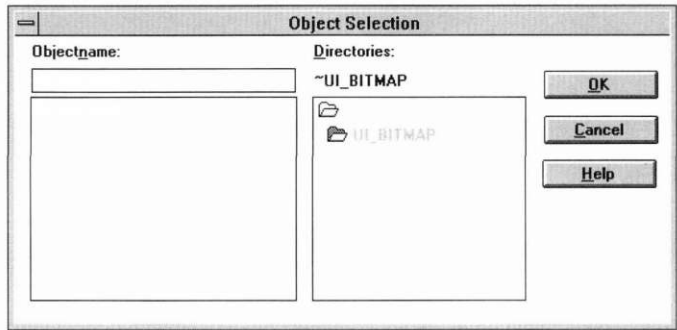 Object Selection
Objectname:
Directories:
~UI_BITMAP
UI_BITMAP
OK
Cancel
Help